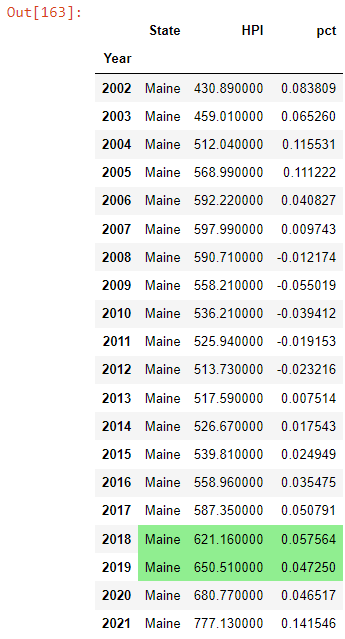 Out[163]:
State HPI pct
Year
2002 Maine 430.890000 0.083809
2003 Maine 459.010000 0.065260
2004 Maine 512.040000 0.115531
2005 Maine 568.990000 0.111222
2006 Maine 592.220000 0.040827
2007 Maine 597.990000 0.009743
2008 Maine 590.710000 -0.012174
2009 Maine 558.210000 -0.055019
2010 Maine 536.210000 -0.039412
2011 Maine 525.940000 -0.019153
2012 Maine 513.730000 -0.023216
2013 Maine 517.590000 0.007514
2014 Maine 526.670000 0.017543
2015 Maine 539.810000 0.024949
2016 Maine 558.960000 0.035475
2017 Maine 587.350000 0.050791
2018 Maine 621.160000 0.057564
2019 Maine 650.510000 0.047250
2020 Maine 680.770000 0.046517
2021 Maine 777.130000 0.141546